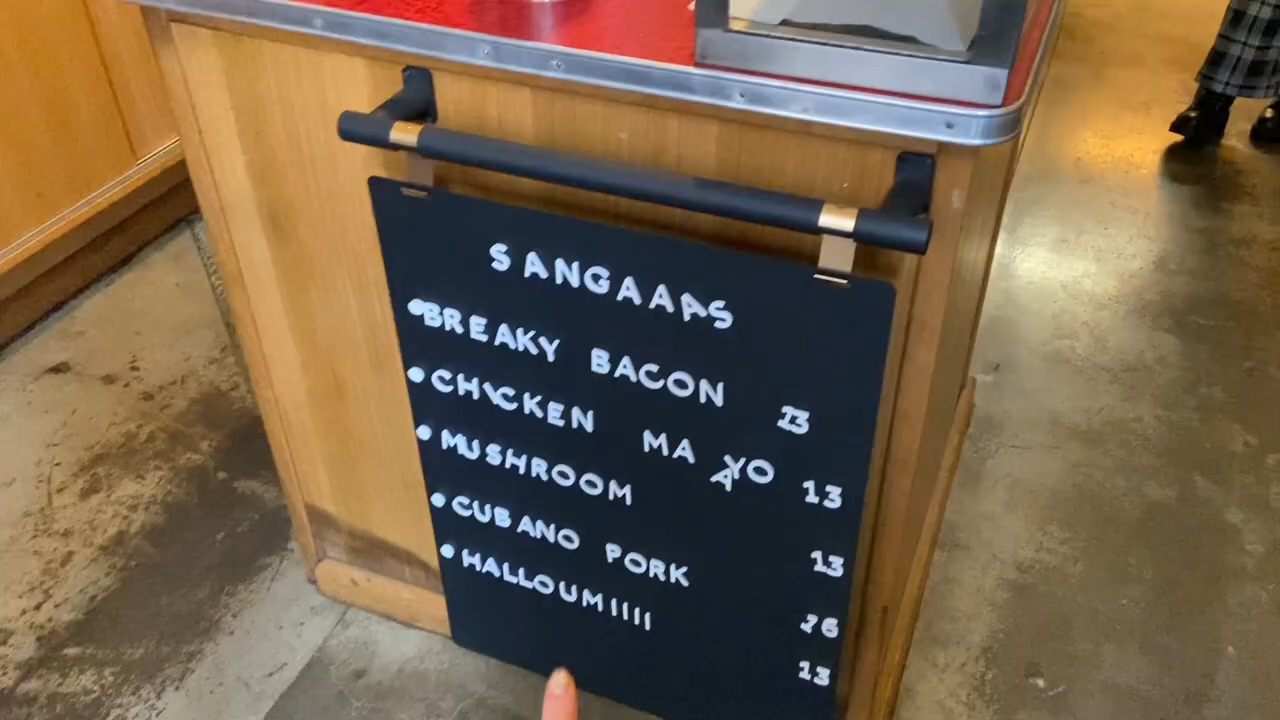 SANGAAAS
•BREAKY BACON 13
•CHICKEN MAYO 13
•MUSHROOM 13
•CUBANO PORK 16
•HALLOUMIIII 13